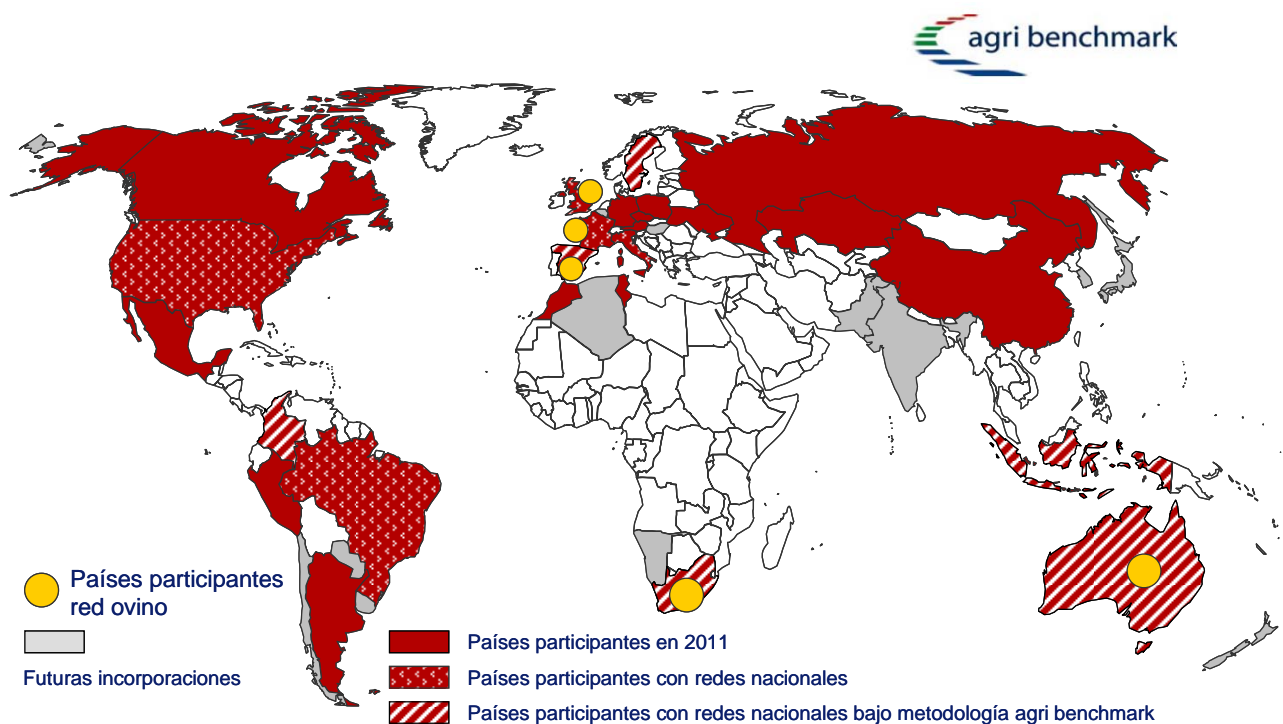 agri benchmark
Países participantes
red ovino
Futuras incorporaciones
Países participantes en 2011
Países participantes con redes nacionales
Países participantes con redes nacionales bajo metodología agri benchmark